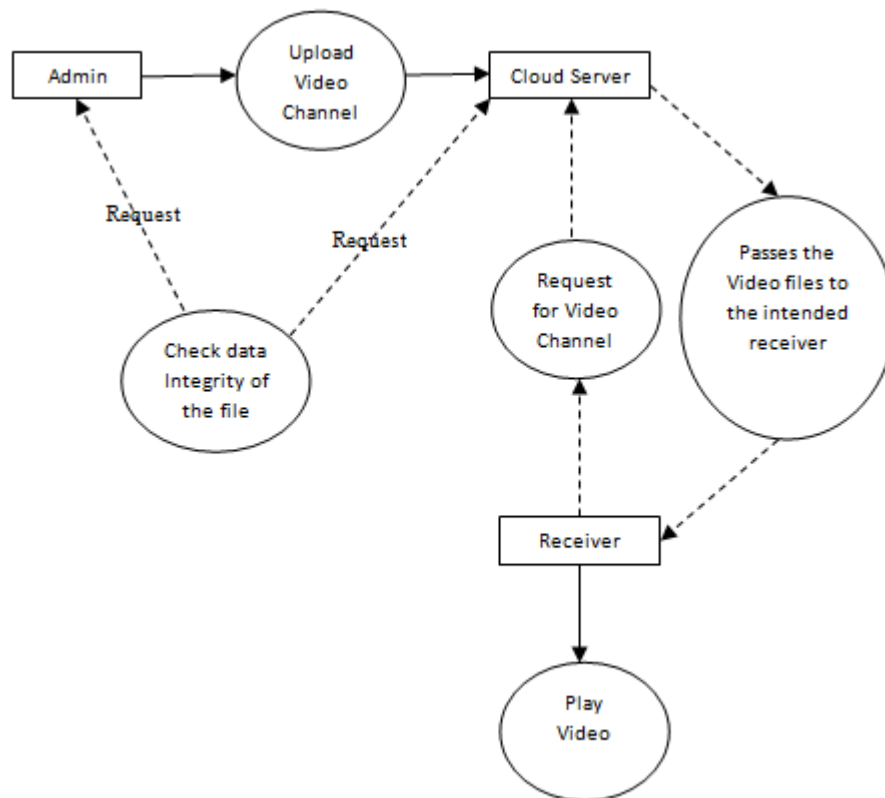 Admin
Upload
Video
Channel
Cloud Server
Request
Request
Request
for Video
Channel
Passes the
Video files to
the intended
receiver
Check data
Integrity of
the file
Receiver
Play
Video